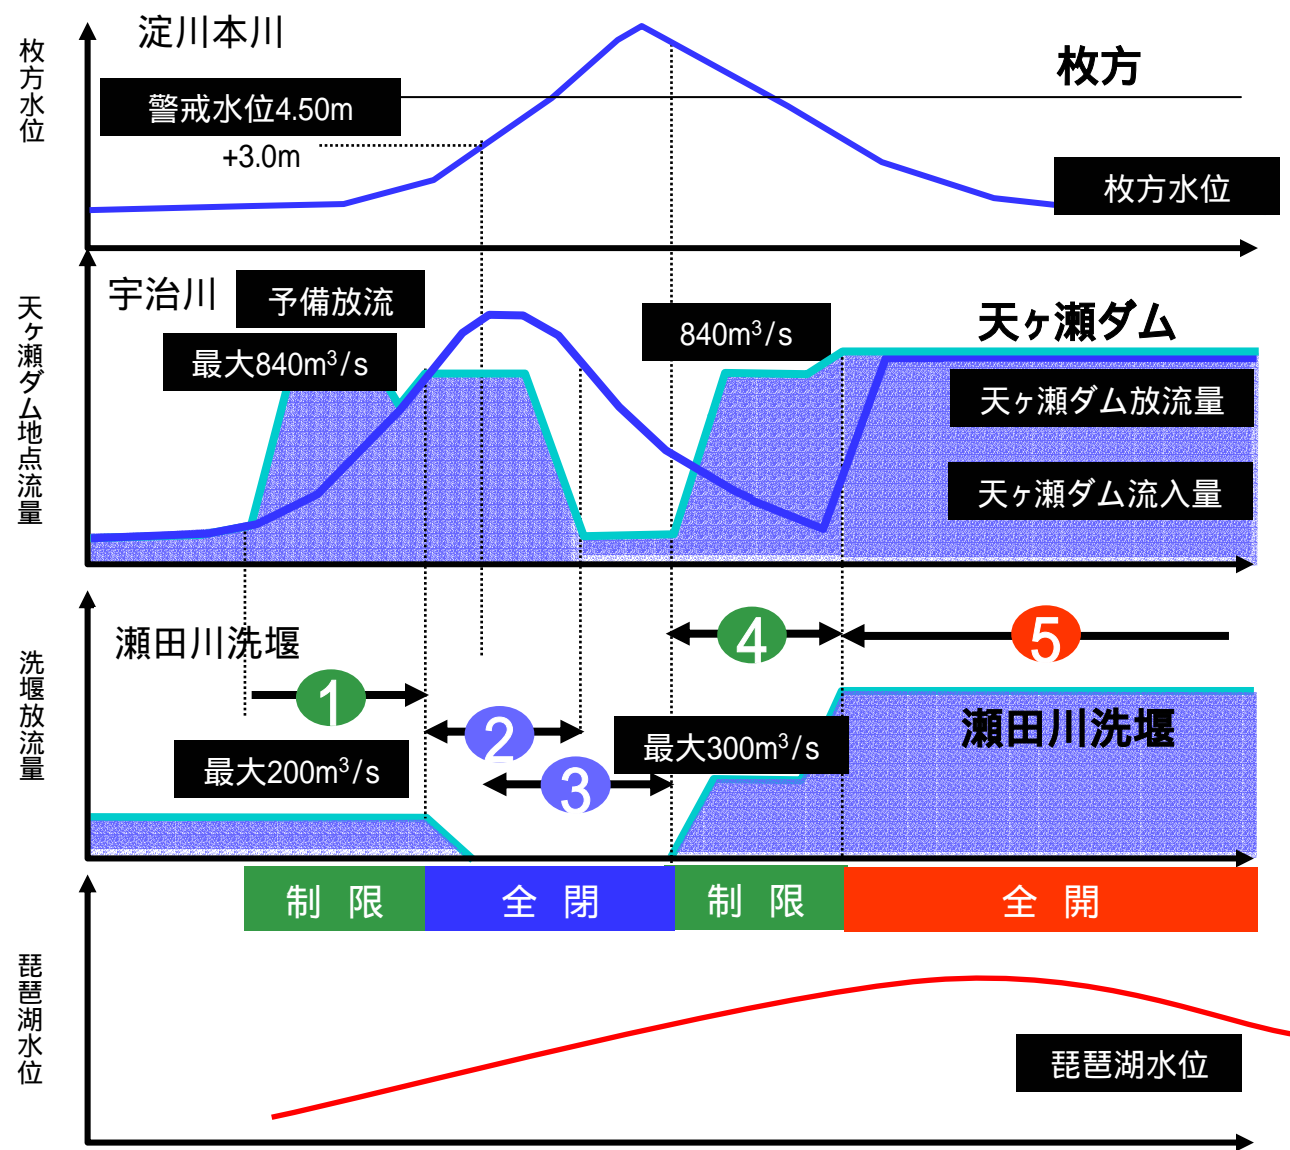 淀川本川
枚方水位
枚方
警戒水位4.50m
+3.0m
枚方水位
宇治川
天ヶ瀬ダム地点流量
予備放流
最大840m³/s
840m³/s
天ヶ瀬ダム
天ヶ瀬ダム放流量
天ヶ瀬ダム流入量
瀬田川洗堰
洗堰放流量
4
5
1
2
3
最大200m³/s
最大300m³/s
瀬田川洗堰
制 限
全 閉
制 限
全 開
琵琶湖水位
琵琶湖水位